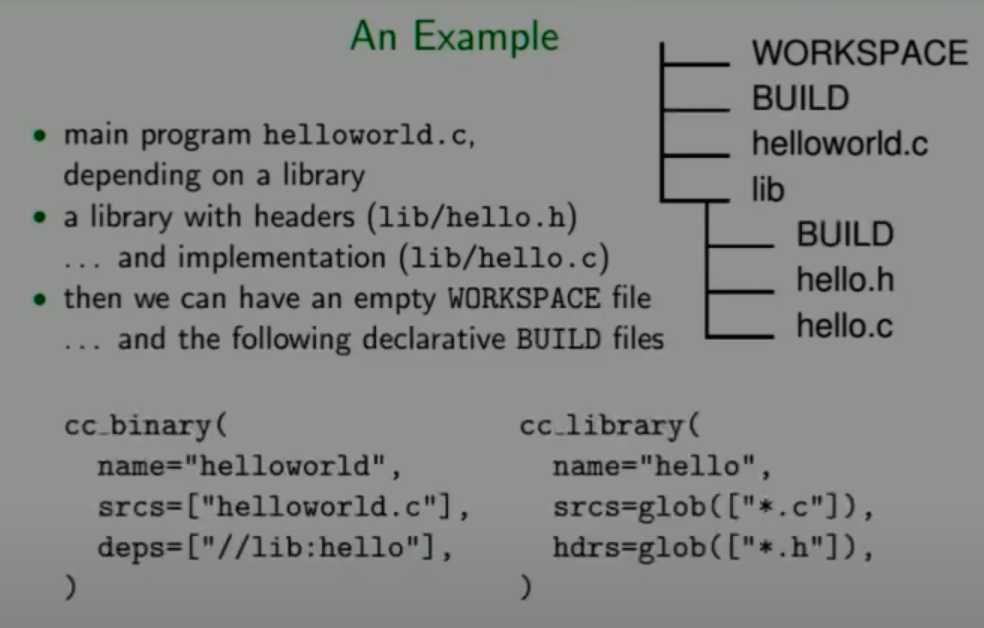 An Example
• main program helloworld.c,
depending on a library
• a library with headers (lib/hello.h)
... and implementation (lib/hello.c)
• then we can have an empty WORKSPACE file
... and the following declarative BUILD files
WORKSPACE
BUILD
helloworld.c
lib
BUILD
hello.h
hello.c
cc_binary(
  name="helloworld",
  srcs=["helloworld.c"],
  deps=["//lib:hello"],
)
cc_library(
  name="hello",
  srcs=glob(["*.c"]),
  hdrs=glob(["*.h"]),
)